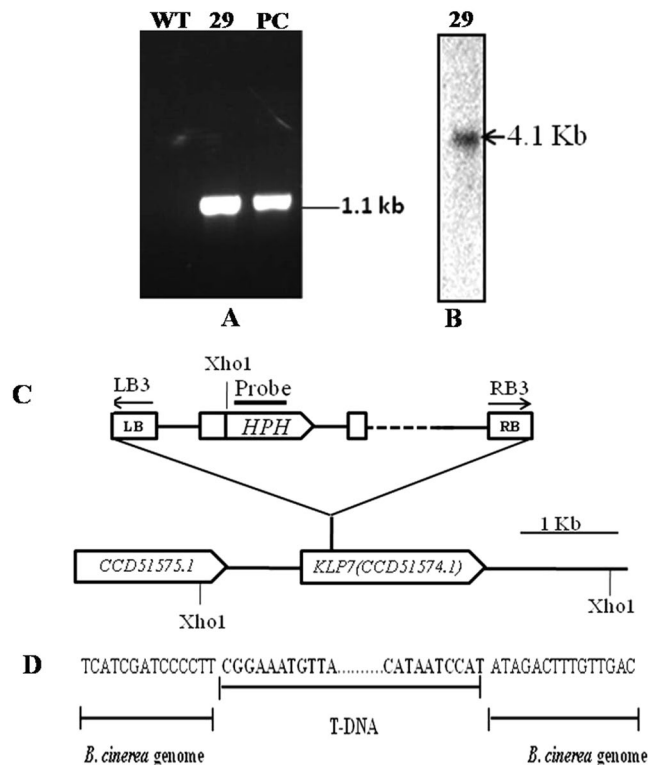 WT 29 PC
29
1.1 kb
4.1 Kb
A
B
C
Xho1
LB3
Probe
RB3
LB
HPH
RB
1 Kb
CCD51575.1
KLP7(CCD51574.1)
Xho1
Xho1
D
TCATCGATCCCCTT CGGAAATGTTA.........CATAATCCAT ATAGACTTTGTTGAC
T-DNA
B. cinerea genome
B. cinerea genome